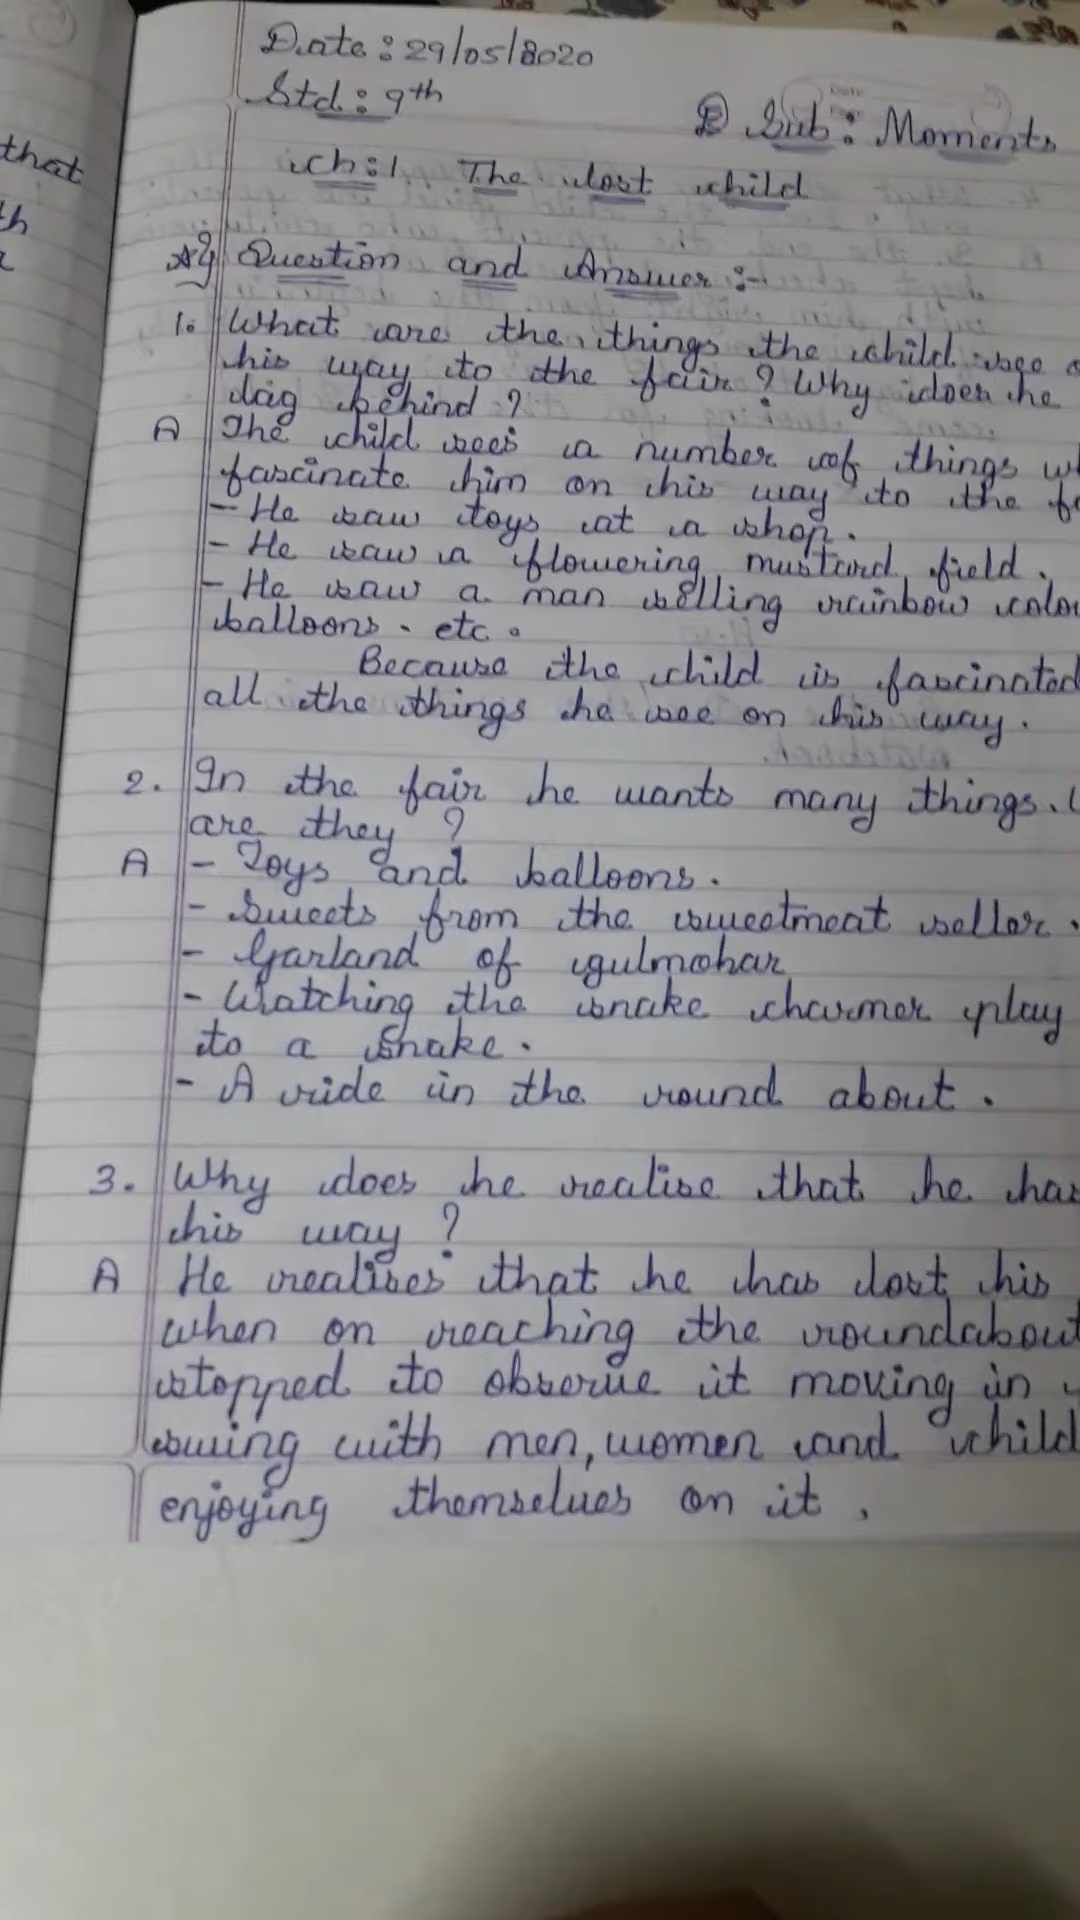 Date: 29/05/2020
Std: 9th
Sub: Moments
that
th
ch:1. The lost child
Question and Answer :-
1. What are the things the child see
his way to the fair? Why does he
lag behind?
A The child sees a number of things
fascinate him on his way to the
- He saw toys at a shop.
- He saw a flowering mustard field.
- He saw a man selling rainbow colou
balloons. etc.
Because the child is fascinated
all the things he see on his way.
2. In the fair he wants many things.
are they?
A - Toys and balloons.
- Sweets from the sweetmeat seller.
- Garland of gulmohar
- Watching the snake charmer play
to a snake.
- A ride in the round about.
3. Why does he realise that he has
his way?
A He realises that he has lost his
when on reaching the roundabout
stopped to observe it moving in
swing with men, women and child
enjoying themselves on it.